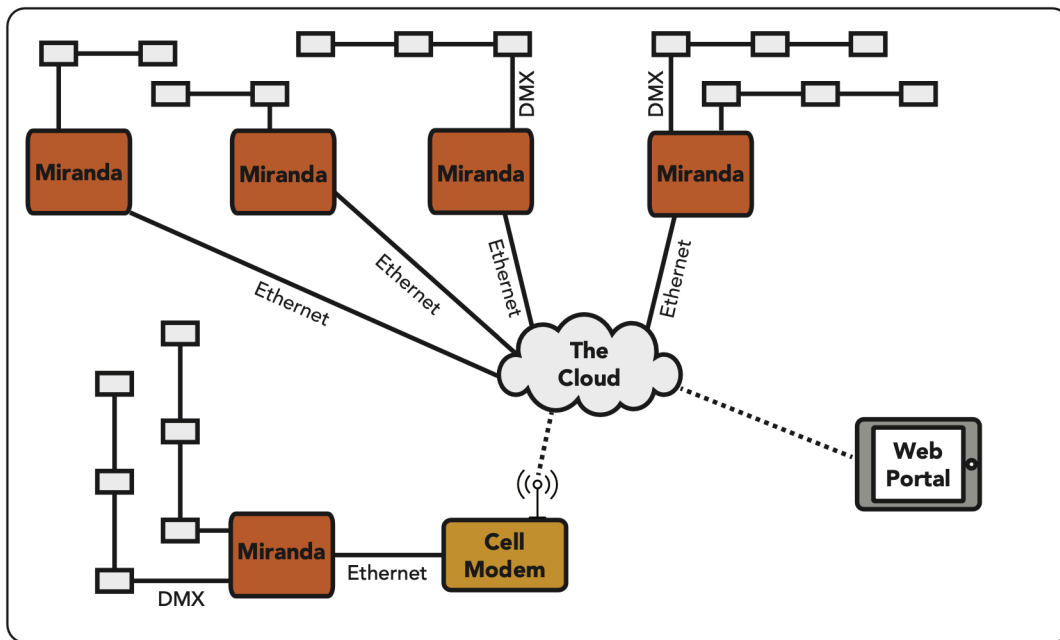 DMX
DMX
Miranda
Miranda
Miranda
Miranda
Ethernet
Ethernet
Ethernet
Ethernet
The
Cloud
Web
Portal
Miranda
Cell
Modem
Ethernet
DMX